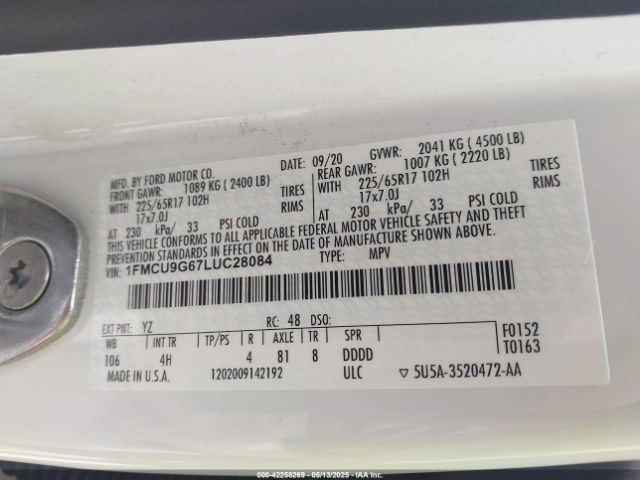 MFD. BY FORD MOTOR CO.
DATE: 09/20 GVWR: 2041 KG ( 4500 LB)
FRONT GAWR: 1089 KG ( 2400 LB) REAR GAWR: 1007 KG ( 2220 LB)
WITH 225/65R17 102H TIRES WITH 225/65R17 102H TIRES
17x7.0J RIMS 17x7.0J RIMS
AT 230 kPa/ 33 PSI COLD AT 230 kPa/ 33 PSI COLD
THIS VEHICLE CONFORMS TO ALL APPLICABLE FEDERAL MOTOR VEHICLE SAFETY AND THEFT
PREVENTION STANDARDS IN EFFECT ON THE DATE OF MANUFACTURE SHOWN ABOVE.
VIN: 1FMCU9G67LUC28084 TYPE: MPV
EXT PNT: YZ RC: 48 DSO: F0152
WB INT TR TP/PS R AXLE TR SPR T0163
106 4H 4 81 8 DDDD
MADE IN U.S.A. 1202009142192 ULC ▽ 5U5A-3520472-AA
000-42258269 - 05/13/2025 - IAA Inc.